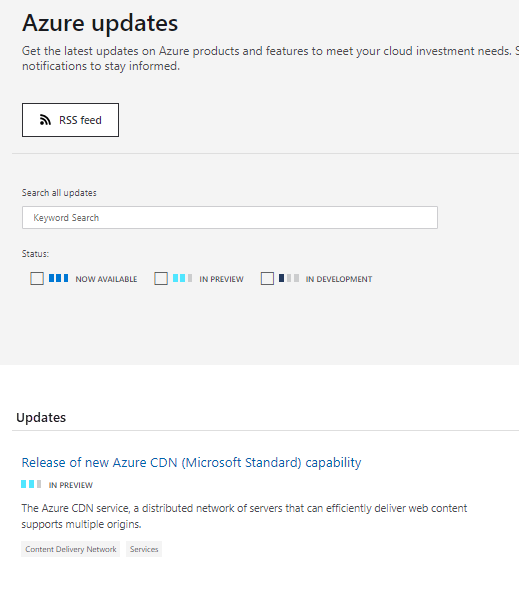 Azure updates
Get the latest updates on Azure products and features to meet your cloud investment needs. S
notifications to stay informed.
RSS feed
Search all updates
Keyword Search
Status:
NOW AVAILABLE IN PREVIEW IN DEVELOPMENT
Updates
Release of new Azure CDN (Microsoft Standard) capability
IN PREVIEW
The Azure CDN service, a distributed network of servers that can efficiently deliver web content
supports multiple origins.
Content Delivery Network Services